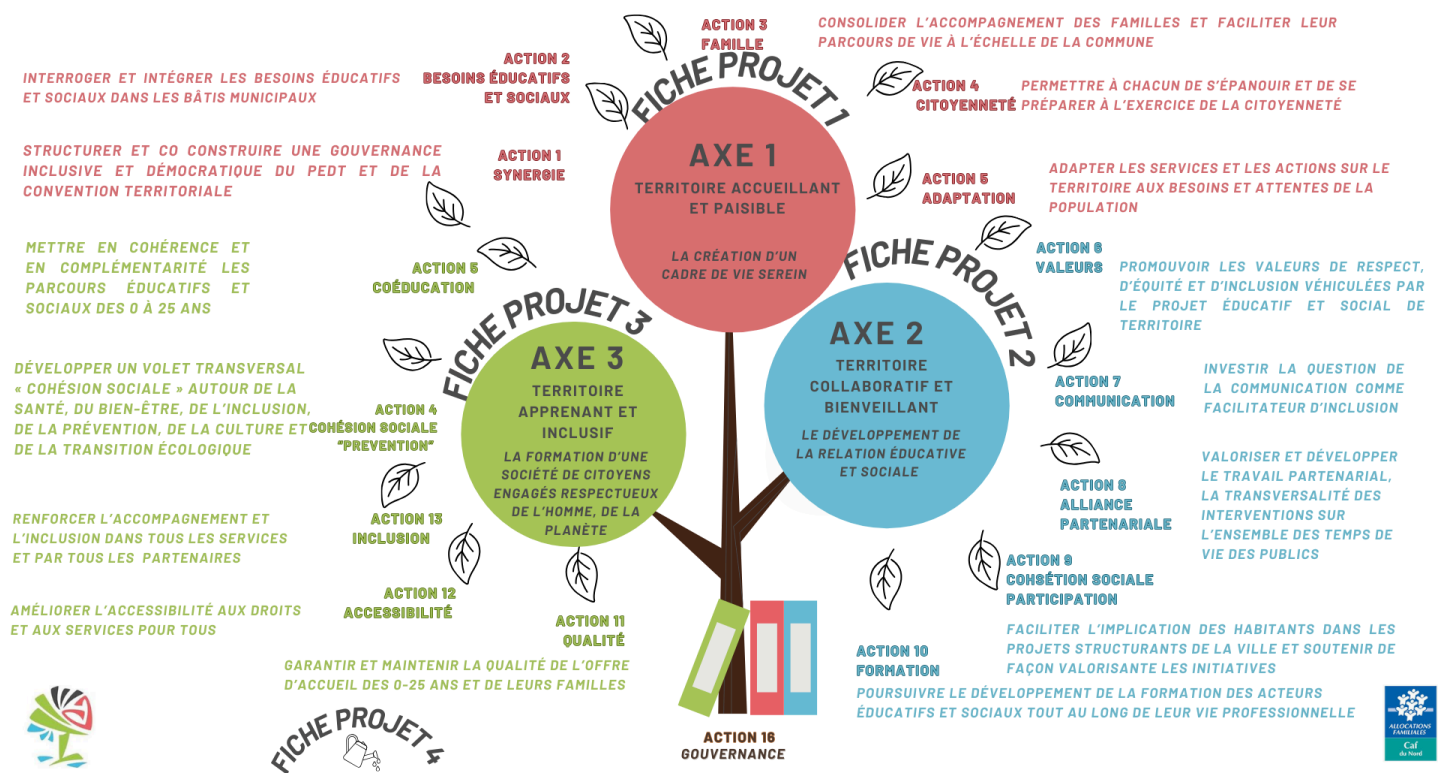 ACTION 3
FAMILLE
CONSOLIDER L'ACCOMPAGNEMENT DES FAMILLES ET FACILITER LEUR
PARCOURS DE VIE À L'ÉCHELLE DE LA COMMUNE
ACTION 2
BESOINS ÉDUCATIFS
ET SOCIAUX
INTERROGER ET INTÉGRER LES BESOINS ÉDUCATIFS
ET SOCIAUX DANS LES BÂTIS MUNICIPAUX
FICHE PROJET 1
ACTION 4
CITOYENNETÉ
PERMETTRE À CHACUN DE S'ÉPANOUIR ET DE SE
PRÉPARER À L'EXERCICE DE LA CITOYENNETÉ
STRUCTURER ET CO CONSTRUIRE UNE GOUVERNANCE
INCLUSIVE ET DÉMOCRATIQUE DU PEDT ET DE LA
CONVENTION TERRITORIALE
ACTION 1
SYNERGIE
AXE 1
TERRITOIRE ACCUEILLANT
ET PAISIBLE
LA CRÉATION D'UN
CADRE DE VIE SEREIN
ACTION 5
ADAPTATION
ADAPTER LES SERVICES ET LES ACTIONS SUR LE
TERRITOIRE AUX BESOINS ET ATTENTES DE LA
POPULATION
METTRE EN COHÉRENCE ET
EN COMPLÉMENTARITÉ LES
PARCOURS ÉDUCATIFS ET
SOCIAUX DES 0 À 25 ANS
ACTION 5
COÉDUCATION
FICHE PROJET 2
ACTION 6
VALEURS
PROMOUVOIR LES VALEURS DE RESPECT,
D'ÉQUITÉ ET D'INCLUSION VÉHICULÉES PAR
LE PROJET ÉDUCATIF ET SOCIAL DE
TERRITOIRE
FICHE PROJET 3
AXE 3
TERRITOIRE
APPRENANT ET
INCLUSIF
LA FORMATION D'UNE
SOCIÉTÉ DE CITOYENS
ENGAGÉS RESPECTUEUX
DE L'HOMME, DE LA
PLANÈTE
AXE 2
TERRITOIRE
COLLABORATIF ET
BIENVEILLANT
LE DÉVELOPPEMENT DE
LA RELATION ÉDUCATIVE
ET SOCIALE
ACTION 7
COMMUNICATION
INVESTIR LA QUESTION DE
LA COMMUNICATION COMME
FACILITATEUR D'INCLUSION
DÉVELOPPER UN VOLET TRANSVERSAL
« COHÉSION SOCIALE » AUTOUR DE LA
SANTÉ, DU BIEN-ÊTRE, DE L'INCLUSION,
DE LA PRÉVENTION, DE LA CULTURE ET
DE LA TRANSITION ÉCOLOGIQUE
ACTION 4
COHÉSION SOCIALE
"PREVENTION"
ACTION 8
ALLIANCE
PARTENARIALE
VALORISER ET DÉVELOPPER
LE TRAVAIL PARTENARIAL,
LA TRANSVERSALITÉ DES
INTERVENTIONS SUR
L'ENSEMBLE DES TEMPS DE
VIE DES PUBLICS
RENFORCER L'ACCOMPAGNEMENT ET
L'INCLUSION DANS TOUS LES SERVICES
ET PAR TOUS LES PARTENAIRES
ACTION 13
INCLUSION
ACTION 9
COHSÉTION SOCIALE
PARTICIPATION
FACILITER L'IMPLICATION DES HABITANTS DANS LES
PROJETS STRUCTURANTS DE LA VILLE ET SOUTENIR DE
FAÇON VALORISANTE LES INITIATIVES
AMÉLIORER L'ACCESSIBILITÉ AUX DROITS
ET AUX SERVICES POUR TOUS
ACTION 12
ACCESSIBILITÉ
ACTION 11
QUALITÉ
GARANTIR ET MAINTENIR LA QUALITÉ DE L'OFFRE
D'ACCUEIL DES 0-25 ANS ET DE LEURS FAMILLES
ACTION 10
FORMATION
POURSUIVRE LE DÉVELOPPEMENT DE LA FORMATION DES ACTEURS
ÉDUCATIFS ET SOCIAUX TOUT AU LONG DE LEUR VIE PROFESSIONNELLE
FICHE PROJET 4
ACTION 16
GOUVERNANCE
ALLOCATIONS
FAMILIALES
Caf
du Nord